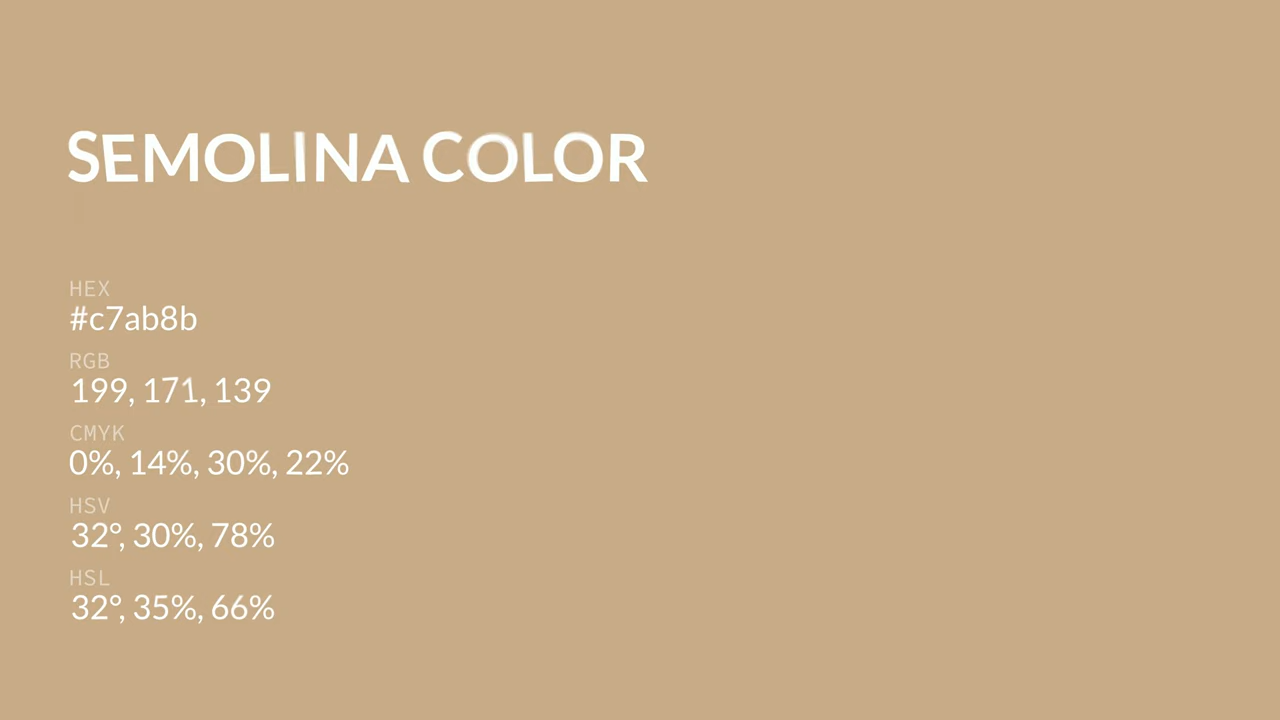 SEMOLINA COLOR
HEX
#c7ab8b
RGB
199, 171, 139
CMYK
0%, 14%, 30%, 22%
HSV
32°, 30%, 78%
HSL
32°, 35%, 66%